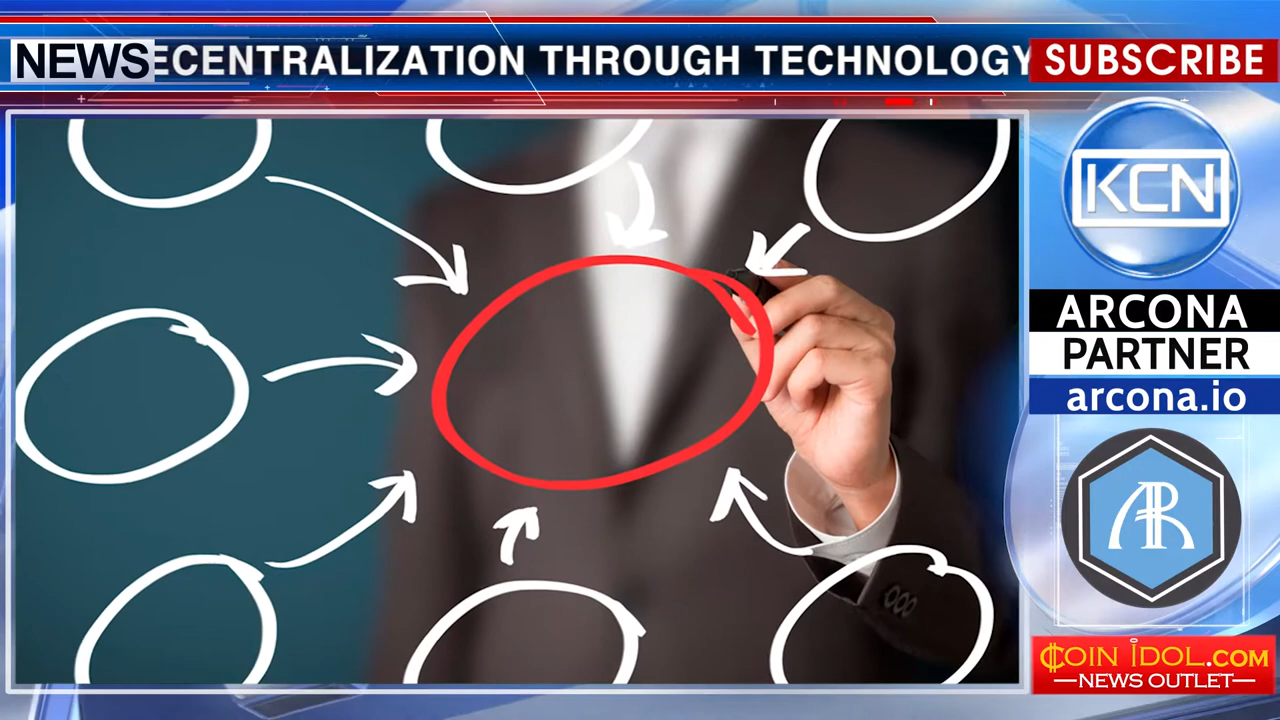 NEWS
ECENTRALIZATION THROUGH TECHNOLOGY
SUBSCRIBE
KCN
ARCONA
PARTNER
arcona.io
AR
COIN IDOL.COM
NEWS OUTLET